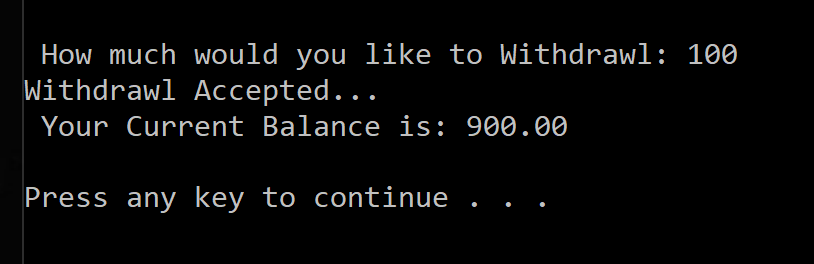 How much would you like to Withdrawl: 100
Withdrawl Accepted...
Your Current Balance is: 900.00
Press any key to continue . . .